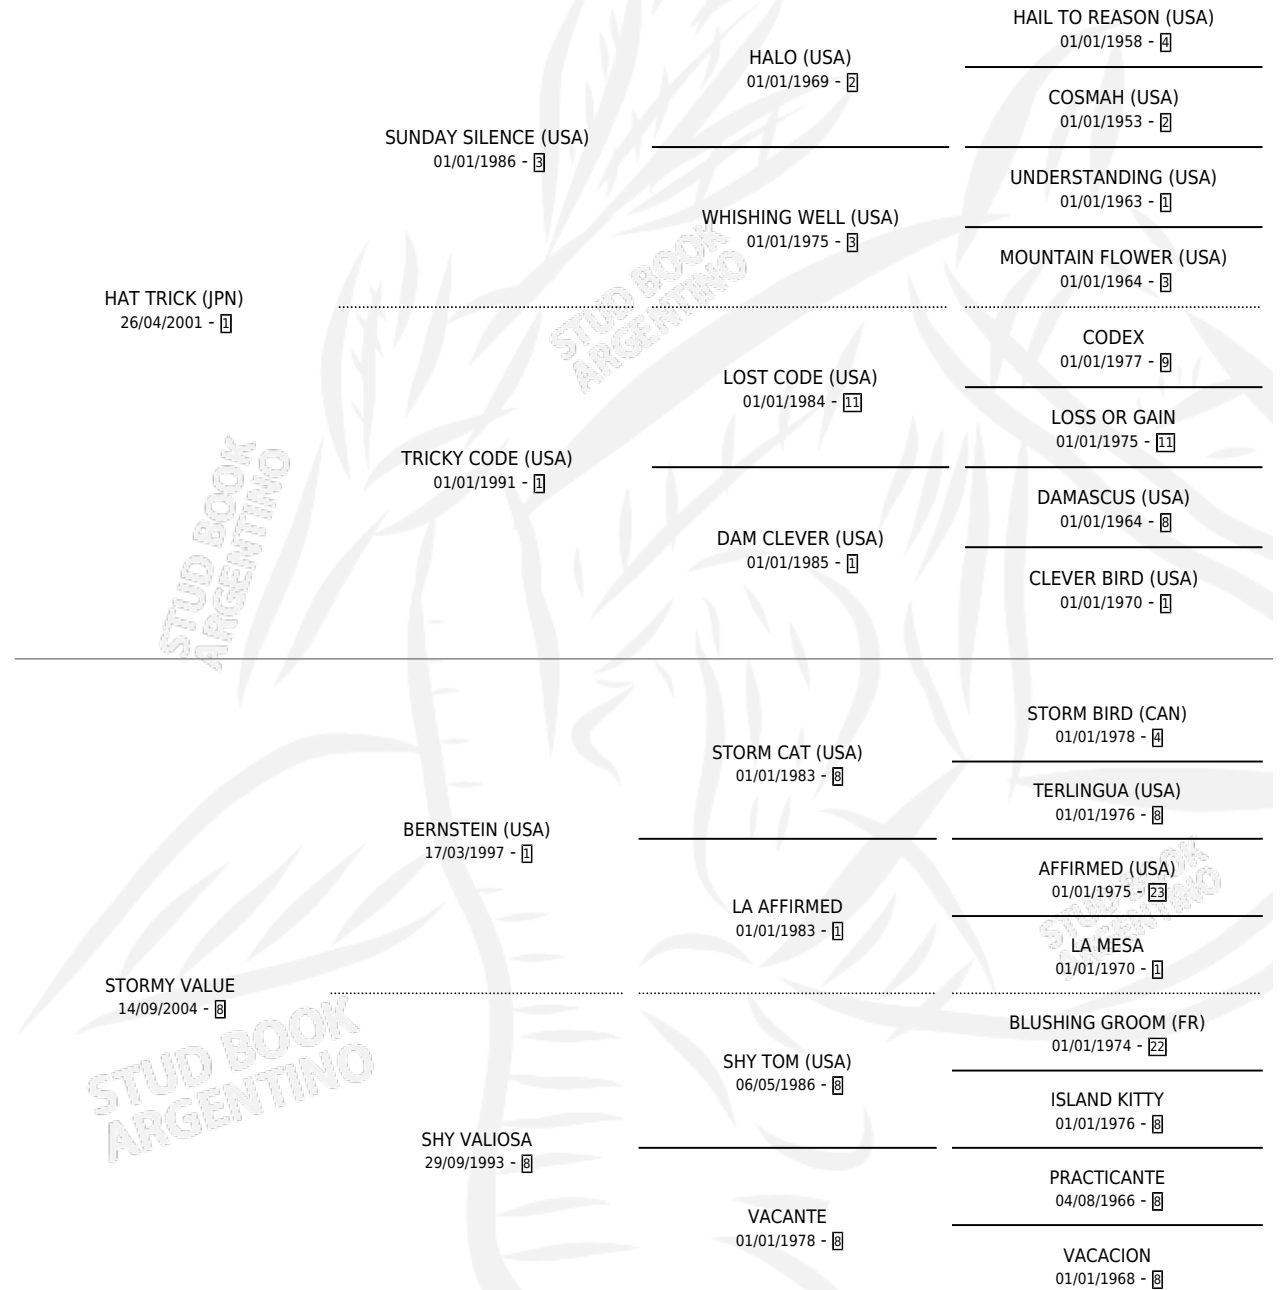 HAIL TO REASON (USA)
01/01/1958 - 4
HALO (USA)
01/01/1969 - 2
COSMAH (USA)
01/01/1953 - 2
SUNDAY SILENCE (USA)
01/01/1986 - 3
UNDERSTANDING (USA)
01/01/1963 - 1
WHISHING WELL (USA)
01/01/1975 - 3
MOUNTAIN FLOWER (USA)
01/01/1964 - 3
HAT TRICK (JPN)
26/04/2001 - 1
CODEX
01/01/1977 - 9
LOST CODE (USA)
01/01/1984 - 11
LOSS OR GAIN
01/01/1975 - 11
TRICKY CODE (USA)
01/01/1991 - 1
DAMASCUS (USA)
01/01/1964 - 8
DAM CLEVER (USA)
01/01/1985 - 1
CLEVER BIRD (USA)
01/01/1970 - 1
STORM BIRD (CAN)
01/01/1978 - 4
STORM CAT (USA)
01/01/1983 - 8
TERLINGUA (USA)
01/01/1976 - 8
BERNSTEIN (USA)
17/03/1997 - 1
AFFIRMED (USA)
01/01/1975 - 23
LA AFFIRMED
01/01/1983 - 1
LA MESA
01/01/1970 - 1
STORMY VALUE
14/09/2004 - 8
BLUSHING GROOM (FR)
01/01/1974 - 22
SHY TOM (USA)
06/05/1986 - 8
ISLAND KITTY
01/01/1976 - 8
SHY VALIOSA
29/09/1993 - 8
PRACTICANTE
04/08/1966 - 8
VACANTE
01/01/1978 - 8
VACACION
01/01/1968 - 8
STUD BOOK
ARGENTINO
STUD BOOK
ARGENTINO
STUD BOOK
ARGENTINO
STUD BOOK
ARGENTINO